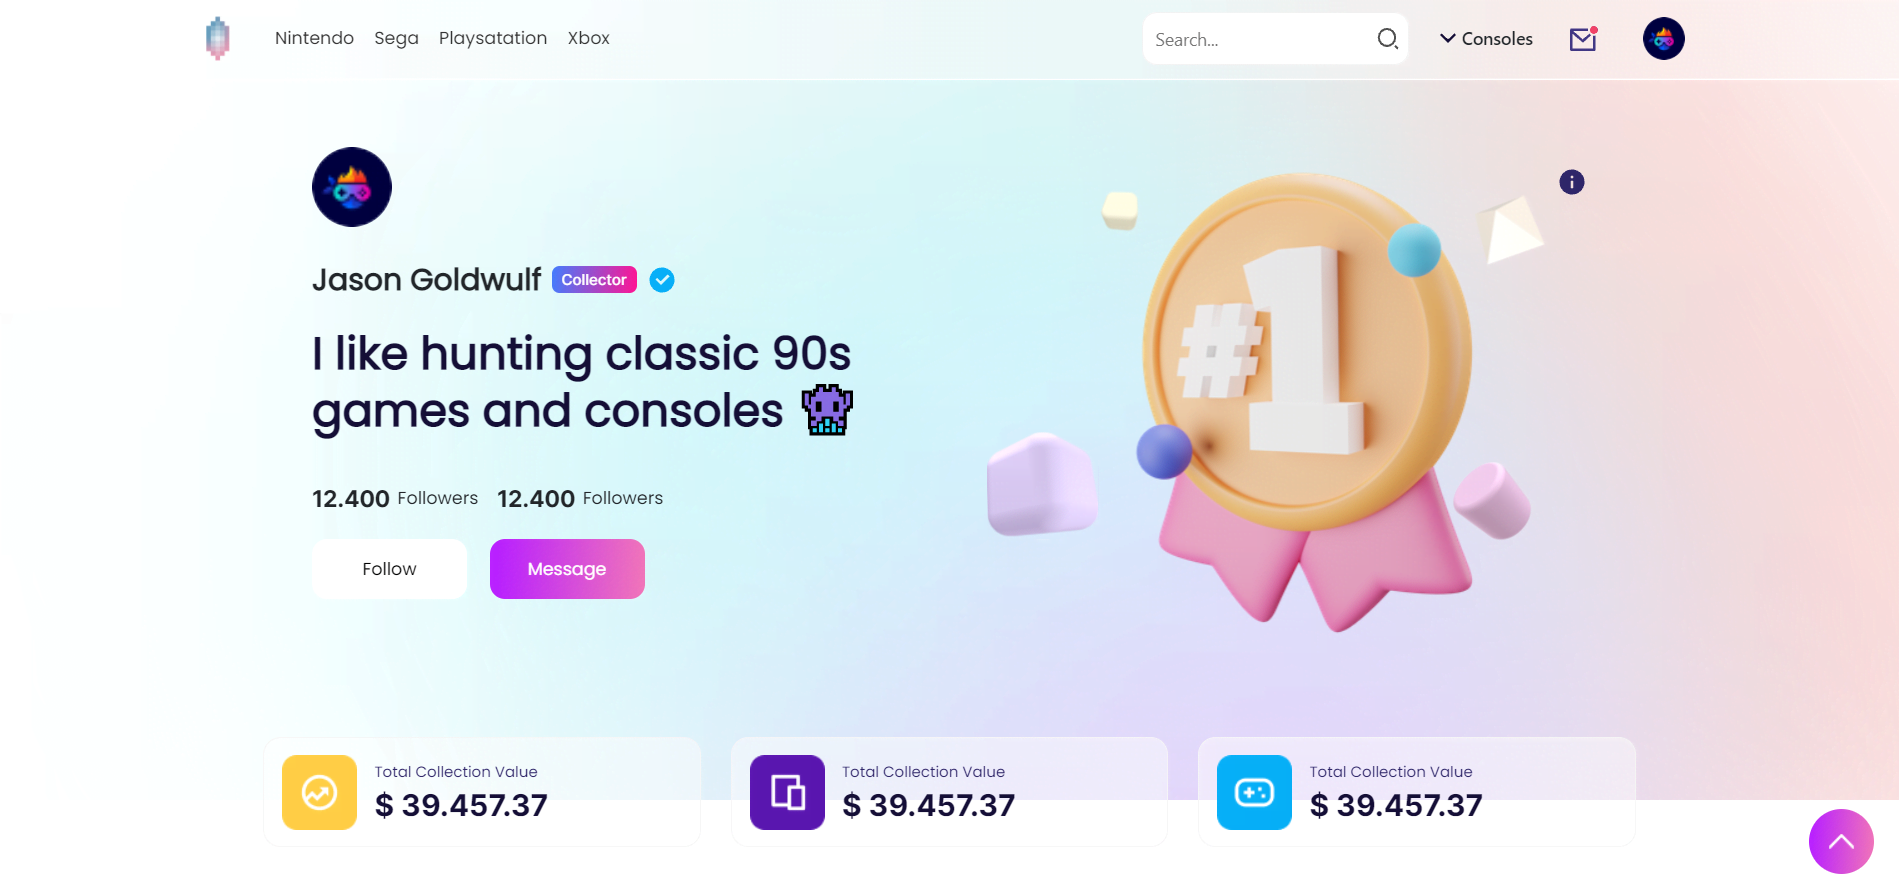 Nintendo Sega Playsatation Xbox Search... Consoles
Jason Goldwulf Collector
I like hunting classic 90s
games and consoles
12.400 Followers 12.400 Followers
Follow Message
#1
Total Collection Value
$ 39.457.37
Total Collection Value
$ 39.457.37
Total Collection Value
$ 39.457.37